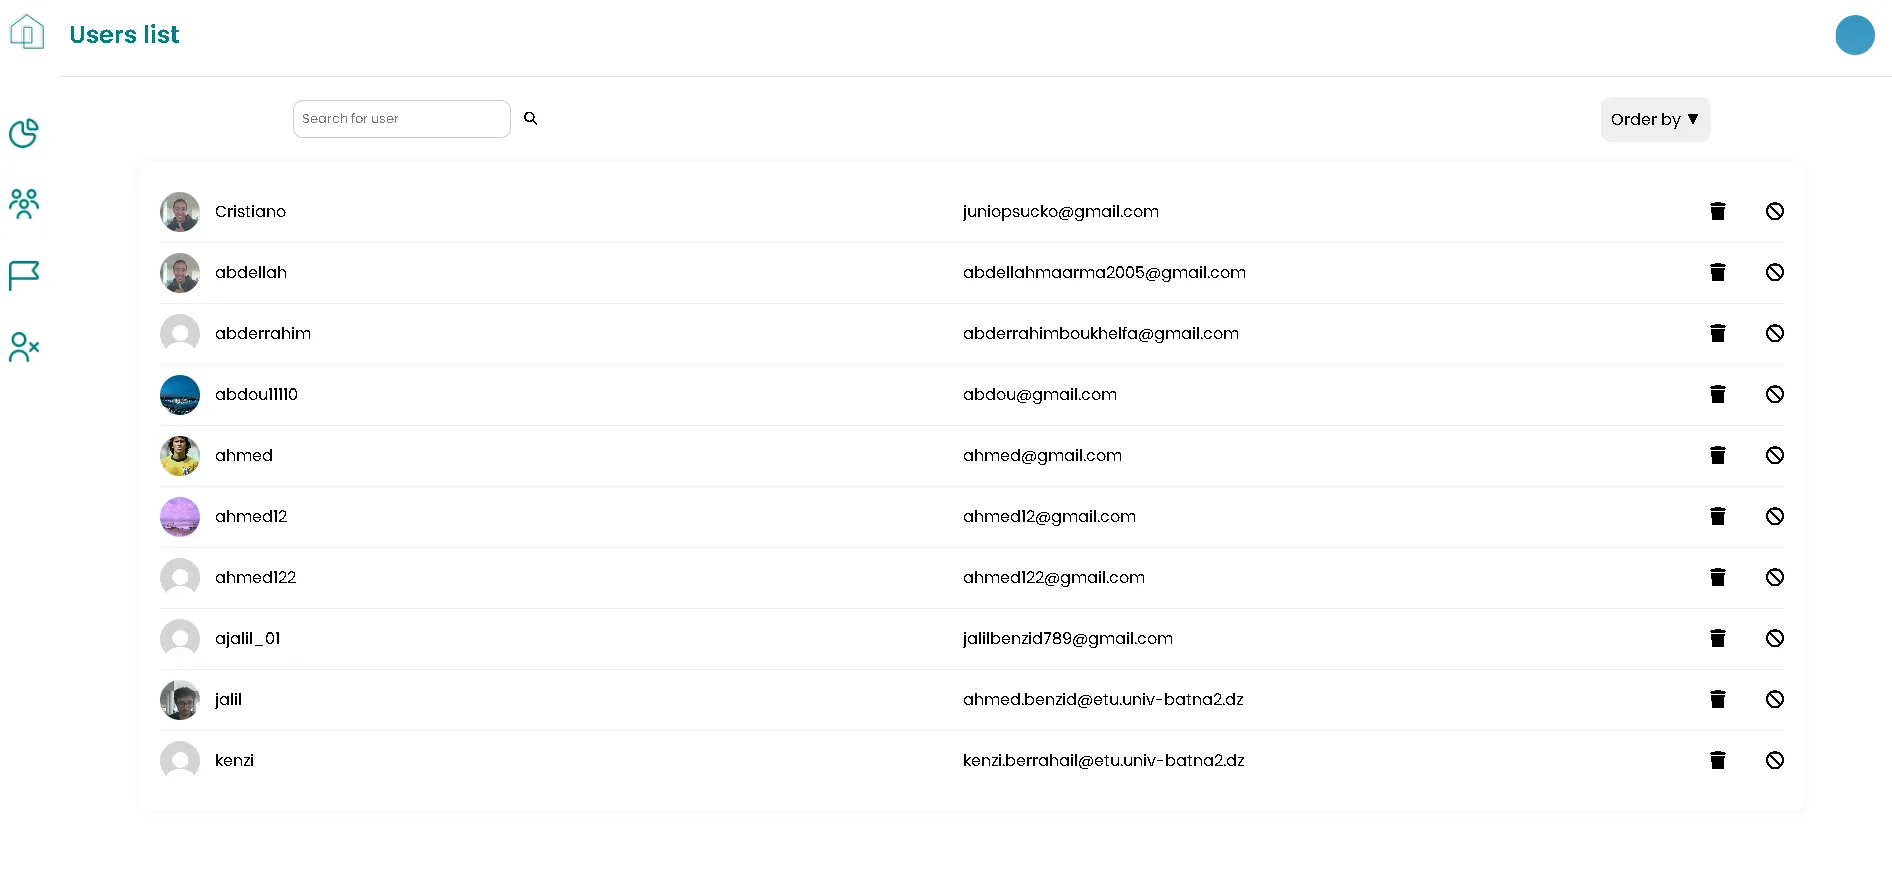 Users list
Search for user
Order by ▼
Cristiano juniopsucko@gmail.com
abdellah abdellahmaarma2005@gmail.com
abderrahim abderrahimboukhelfa@gmail.com
abdou11110 abdou@gmail.com
ahmed ahmed@gmail.com
ahmed12 ahmed12@gmail.com
ahmed122 ahmed122@gmail.com
ajalil_01 jalilbenzid789@gmail.com
jalil ahmed.benzid@etu.univ-batna2.dz
kenzi kenzi.berrahail@etu.univ-batna2.dz